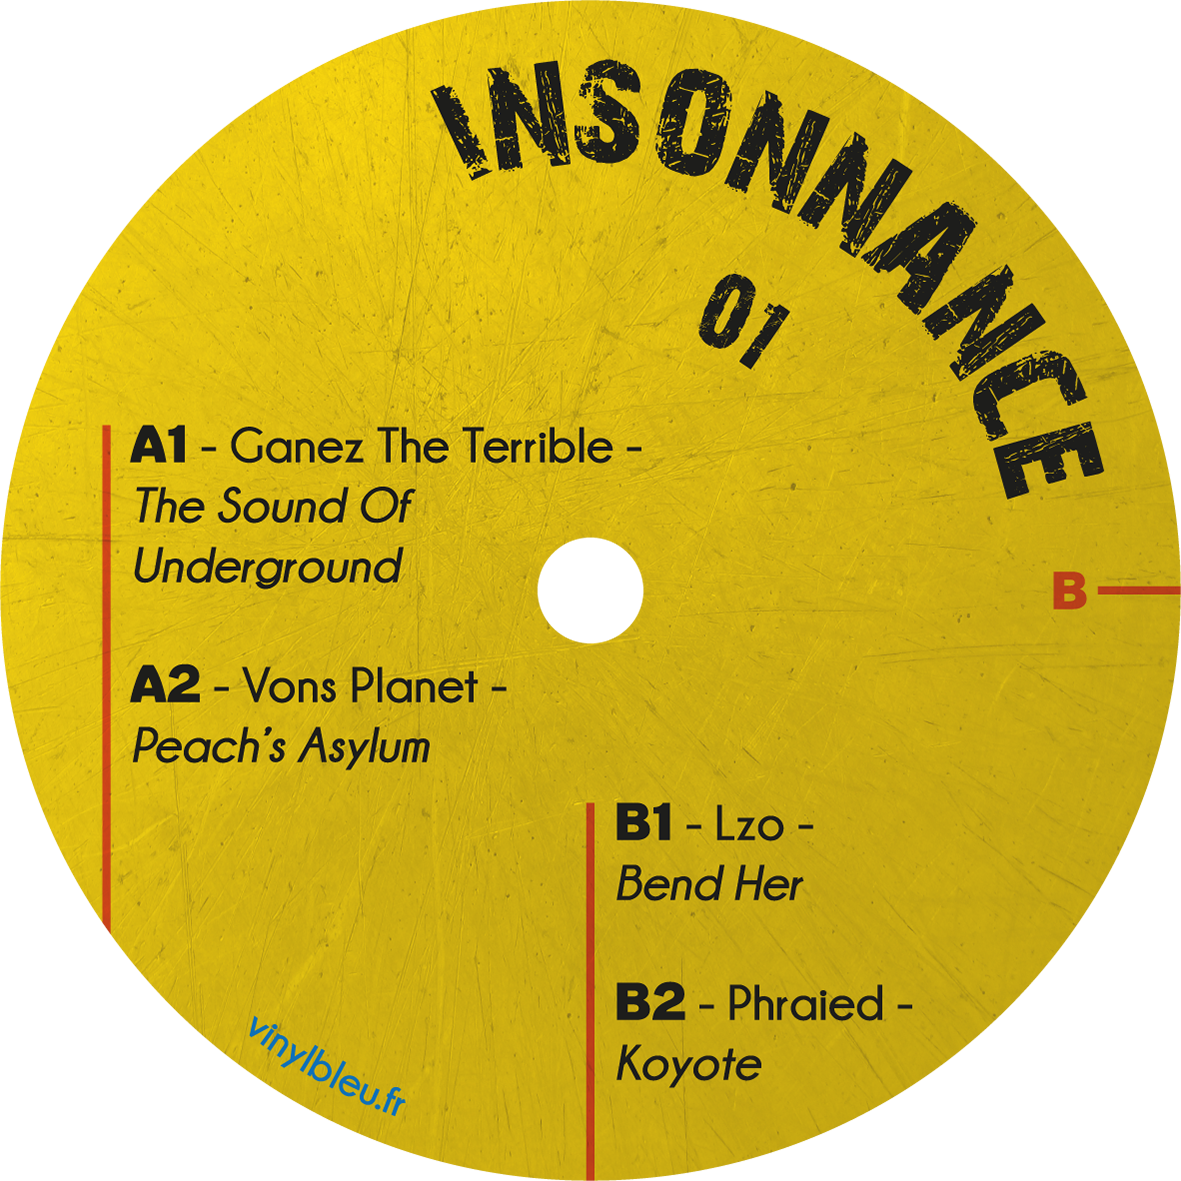 INSONNANCE
01
A1 - Ganez The Terrible -
The Sound Of
Underground
B
A2 - Vons Planet -
Peach's Asylum
B1 - Lzo -
Bend Her
B2 - Phraied -
Koyote
vinylbleu.fr